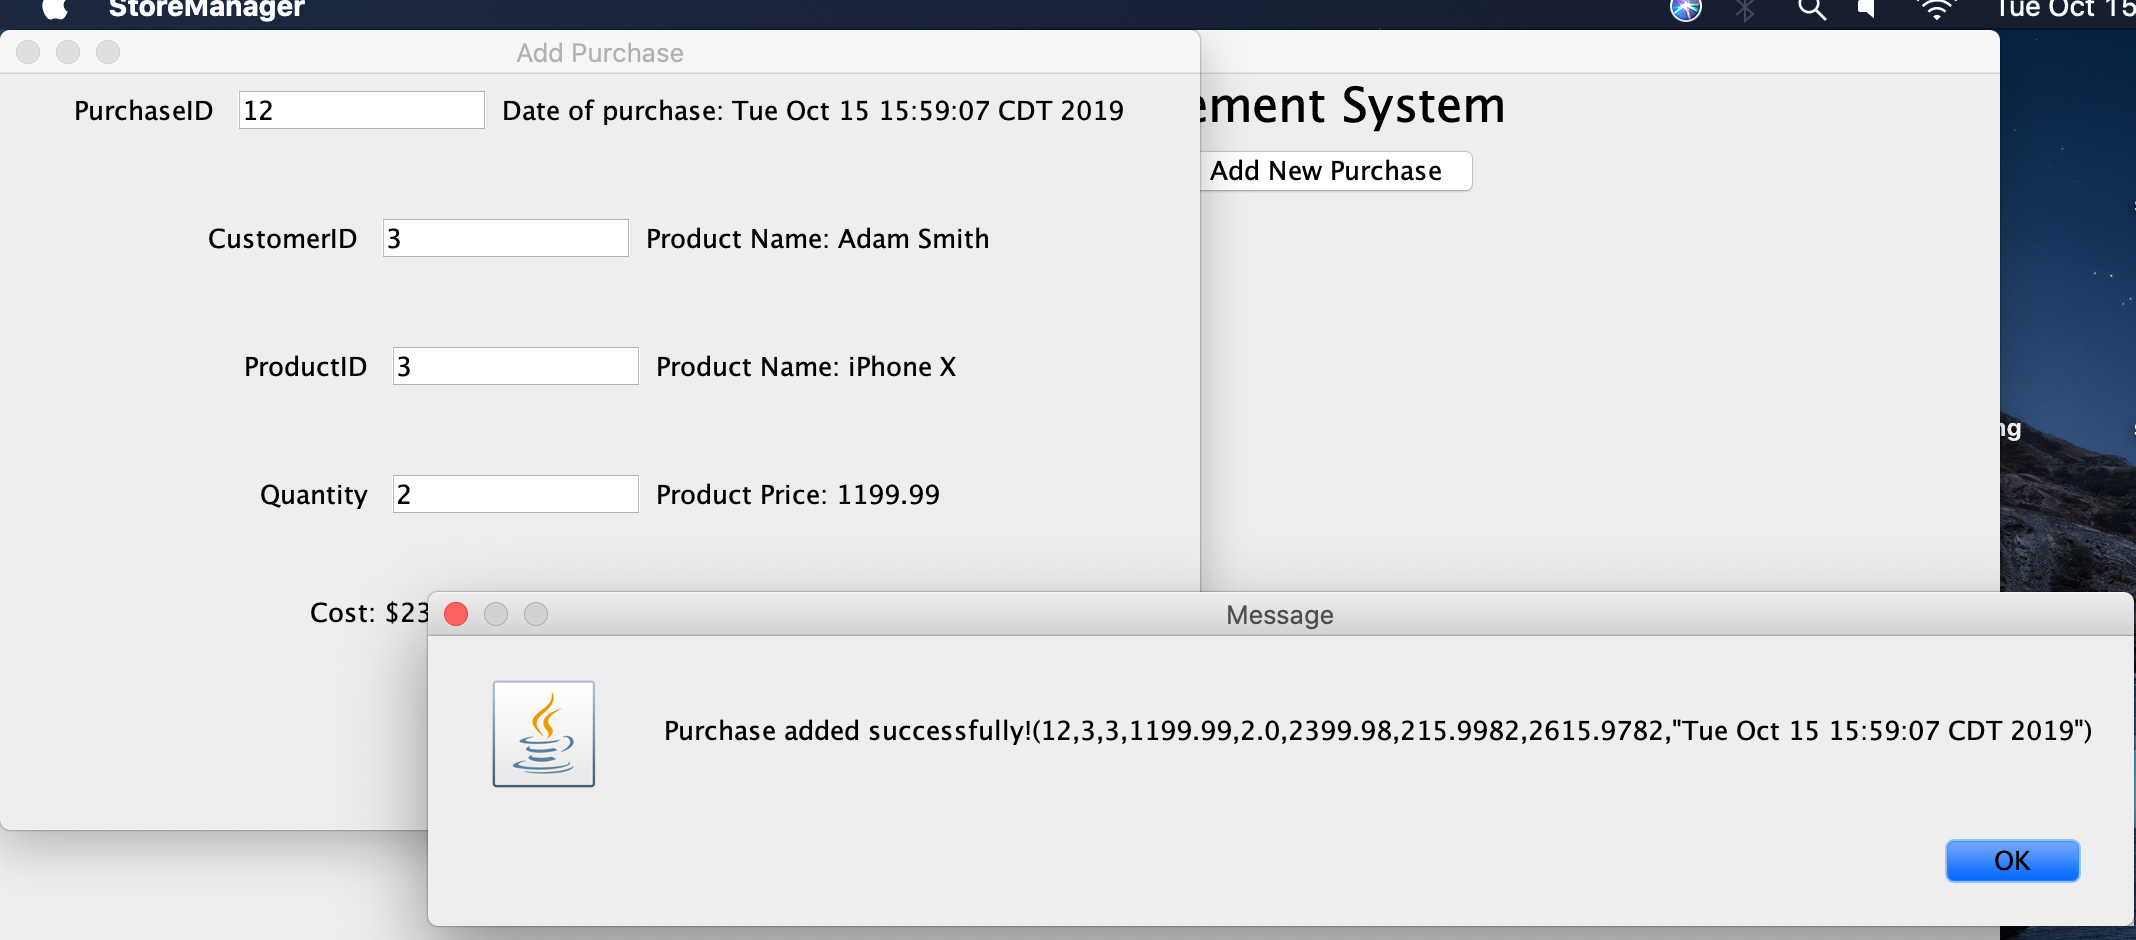 StoreManager
Tue Oct 15
Add Purchase
PurchaseID 12 Date of purchase: Tue Oct 15 15:59:07 CDT 2019
ement System
Add New Purchase
CustomerID 3 Product Name: Adam Smith
ProductID 3 Product Name: iPhone X
ng
Quantity 2 Product Price: 1199.99
Cost: $23
Message
Purchase added successfully!(12,3,3,1199.99,2.0,2399.98,215.9982,2615.9782,"Tue Oct 15 15:59:07 CDT 2019")
OK